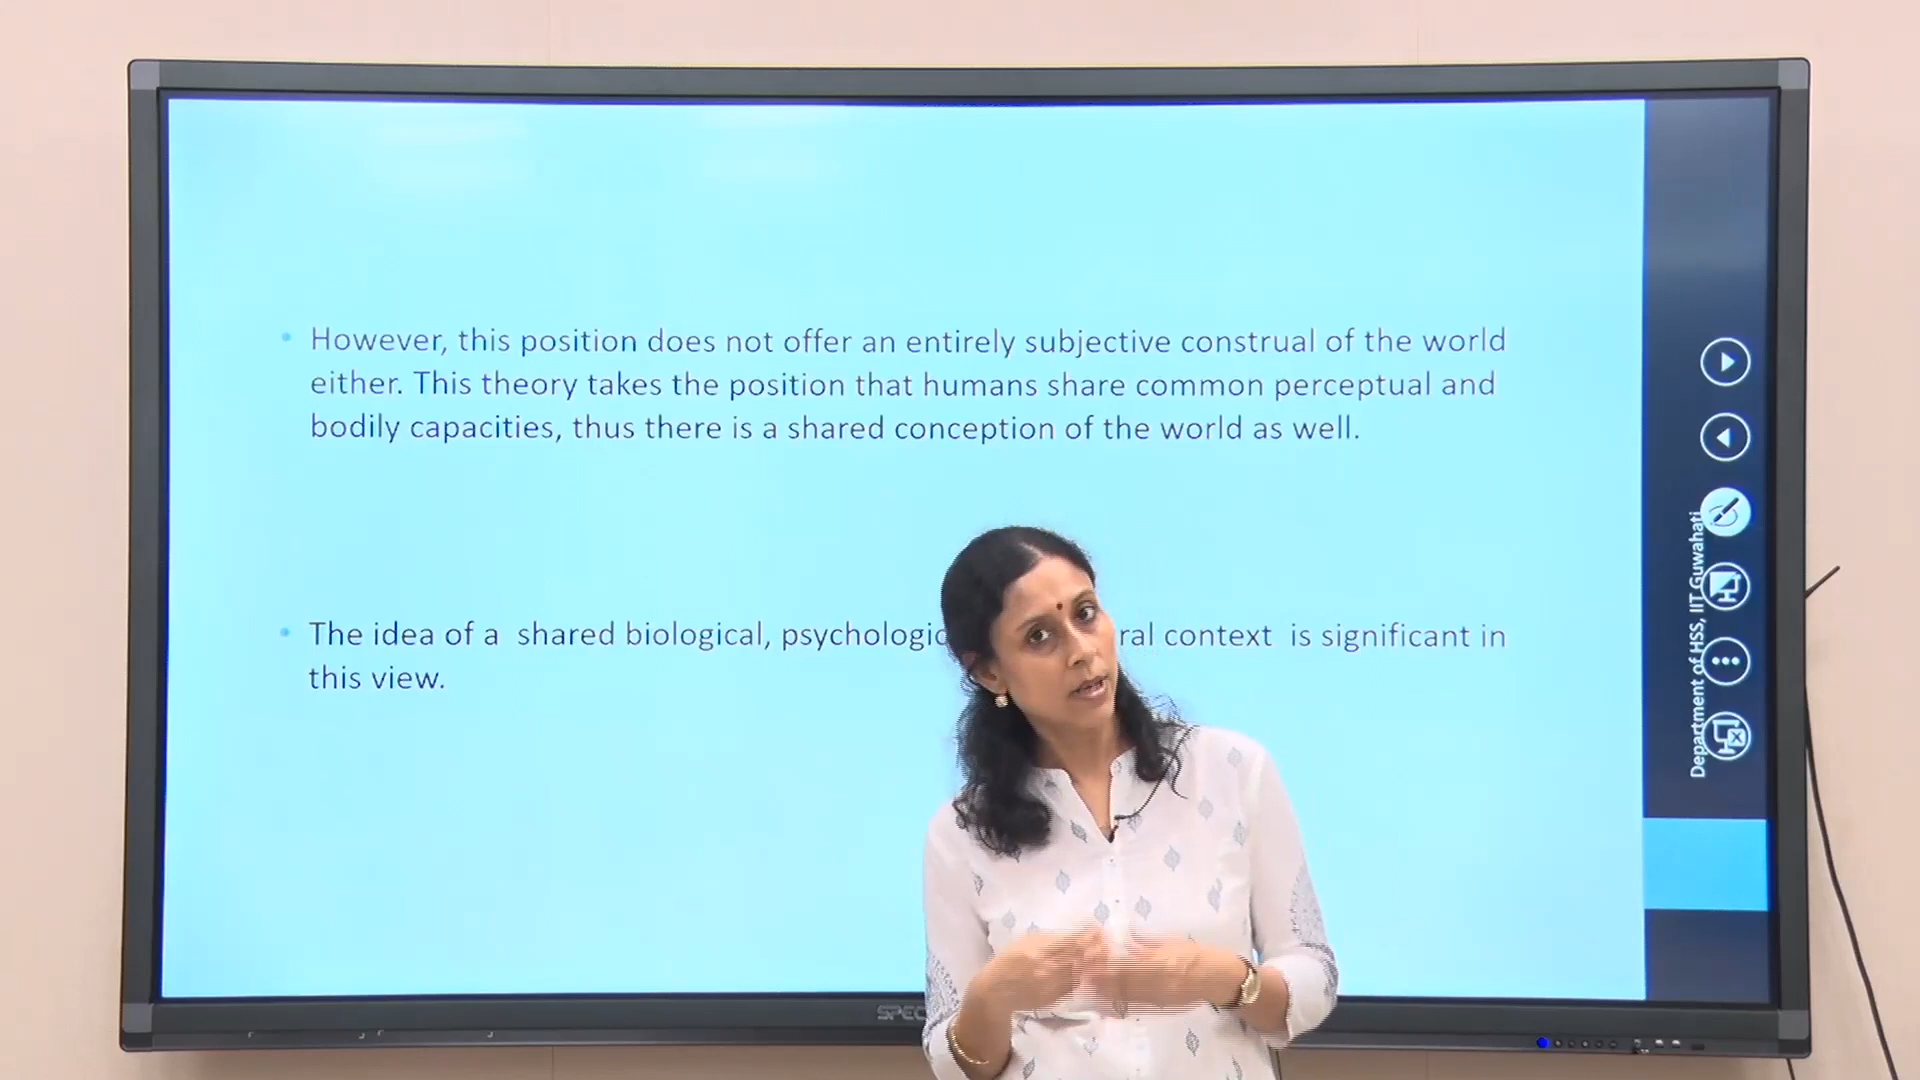 However, this position does not offer an entirely subjective construal of the world
either. This theory takes the position that humans share common perceptual and
bodily capacities, thus there is a shared conception of the world as well.
The idea of a shared biological, context is significant in
this view.
Department of HSS, IIT Guwahati